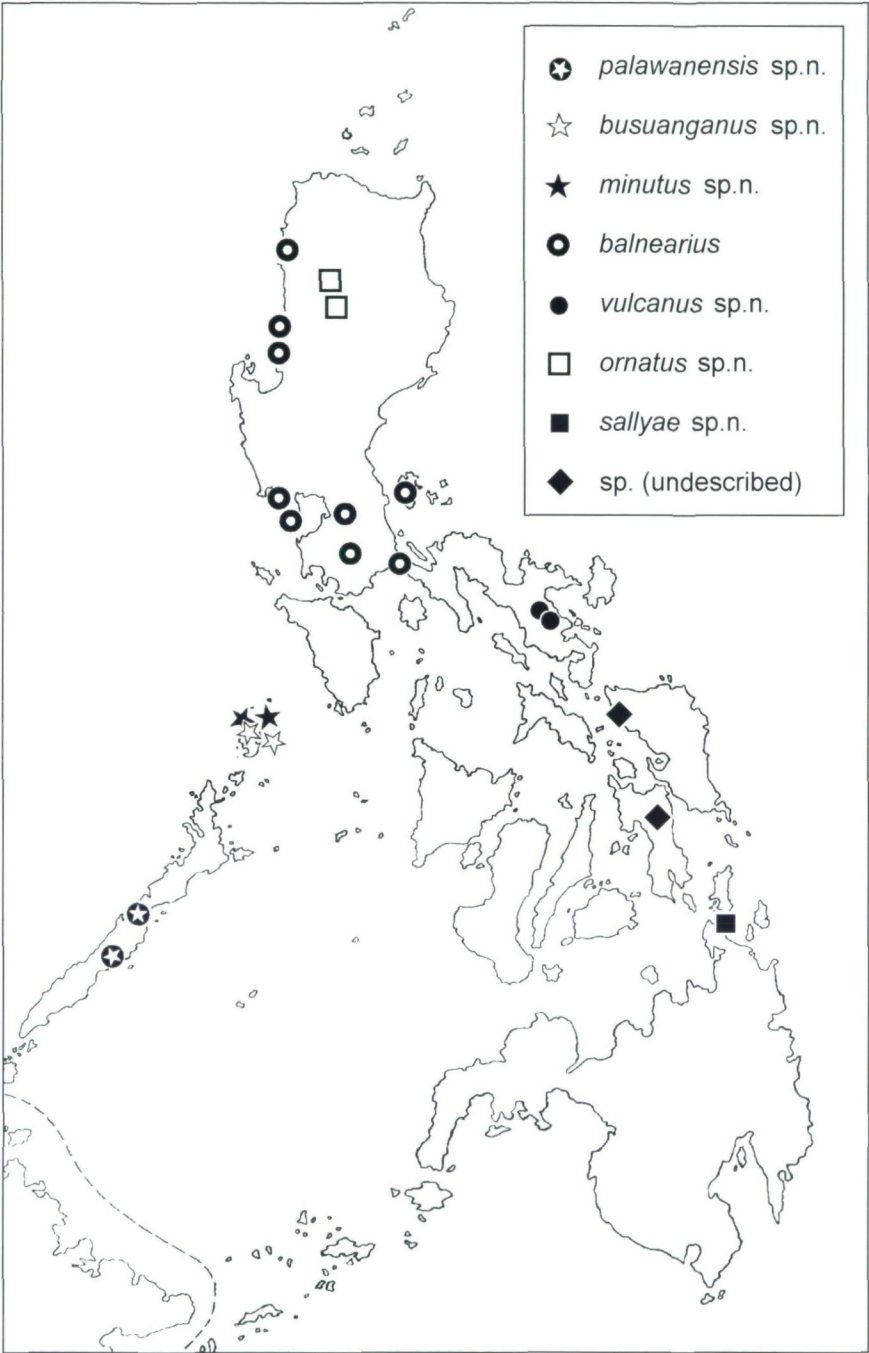 palawanensis sp.n.
busuanganus sp.n.
minutus sp.n.
balnearius
vulcanus sp.n.
ornatus sp.n.
sallyae sp.n.
sp. (undescribed)